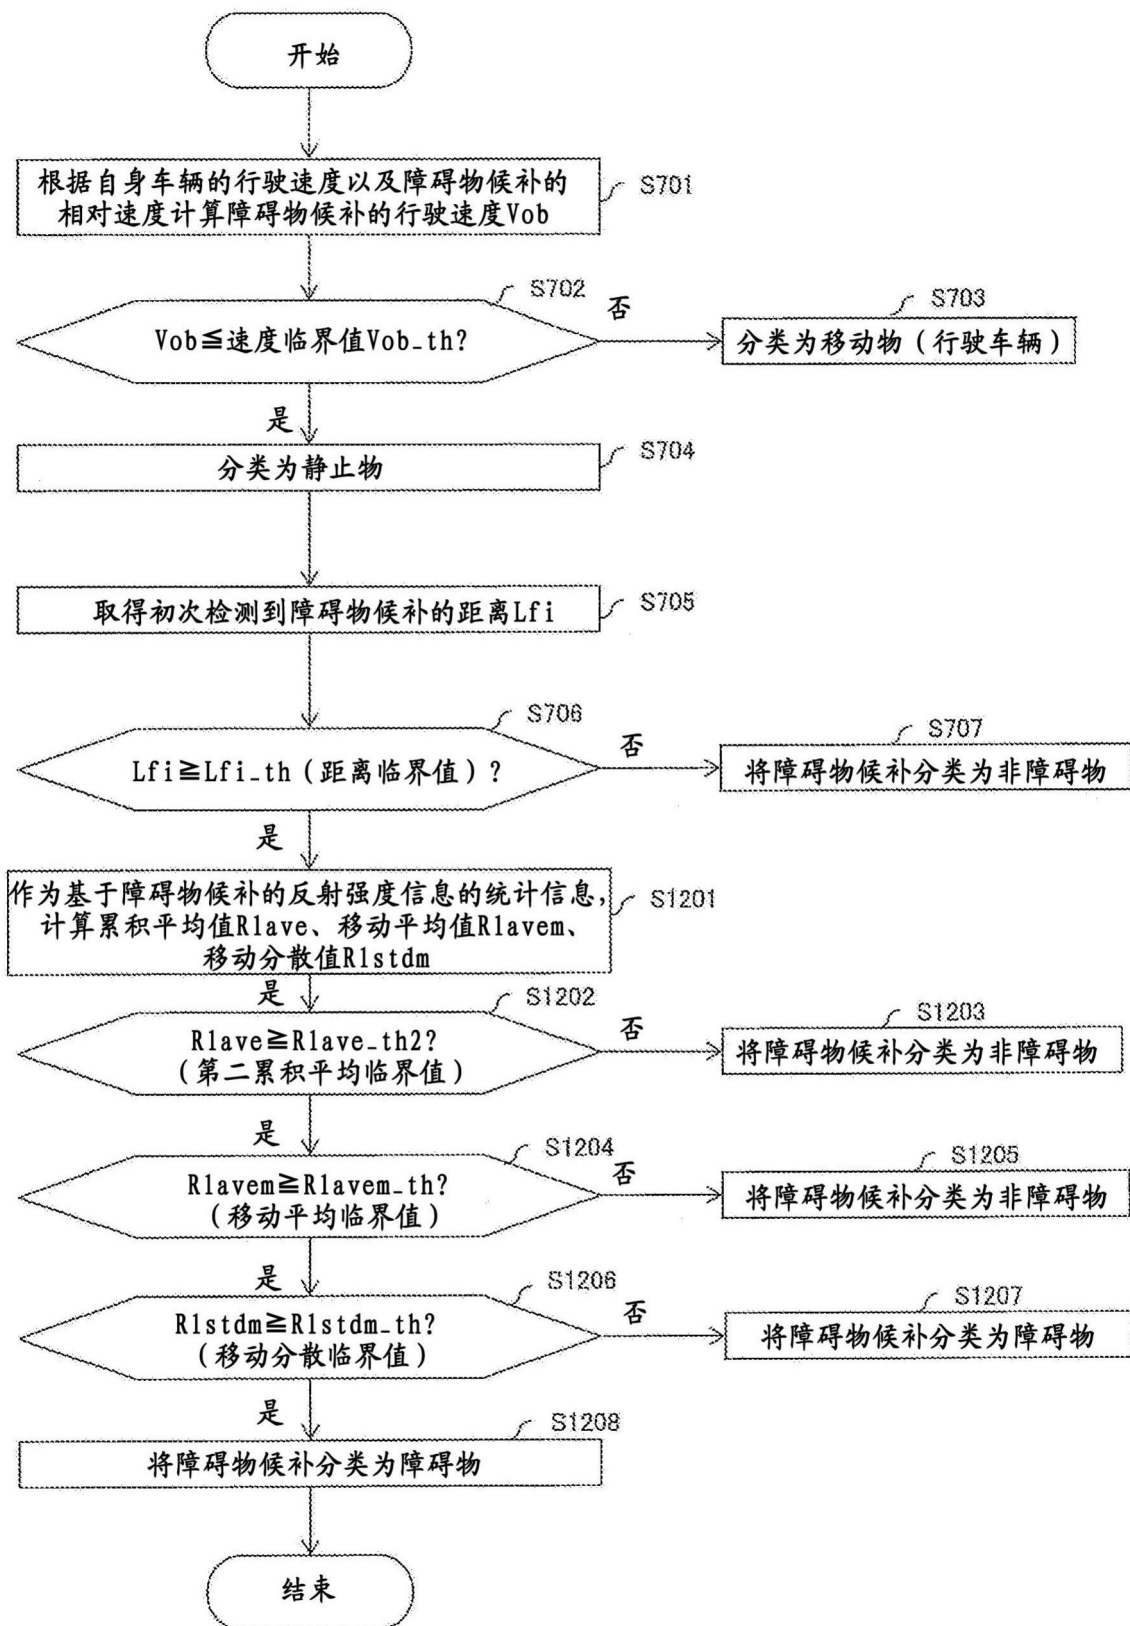 开始
根据自身车辆的行驶速度以及障碍物候补的
相对速度计算障碍物候补的行驶速度Vob
S701
S702
Vob≦速度临界值Vob_th?
否
S703
分类为移动物(行驶车辆)
是
分类为静止物
S704
取得初次检测到障碍物候补的距离Lfi
S705
S706
Lfi≧Lfi_th(距离临界值)?
否
S707
将障碍物候补分类为非障碍物
是
作为基于障碍物候补的反射强度信息的统计信息,
计算累积平均值Rlave、移动平均值Rlavem、
移动分散值Rlstdm
S1201
是
S1202
Rlave≧Rlave_th2?
(第二累积平均临界值)
否
S1203
将障碍物候补分类为非障碍物
是
S1204
Rlavem≧Rlavem_th?
(移动平均临界值)
否
S1205
将障碍物候补分类为非障碍物
是
S1206
Rlstdm≧Rlstdm_th?
(移动分散临界值)
否
S1207
将障碍物候补分类为障碍物
是
S1208
将障碍物候补分类为障碍物
结束